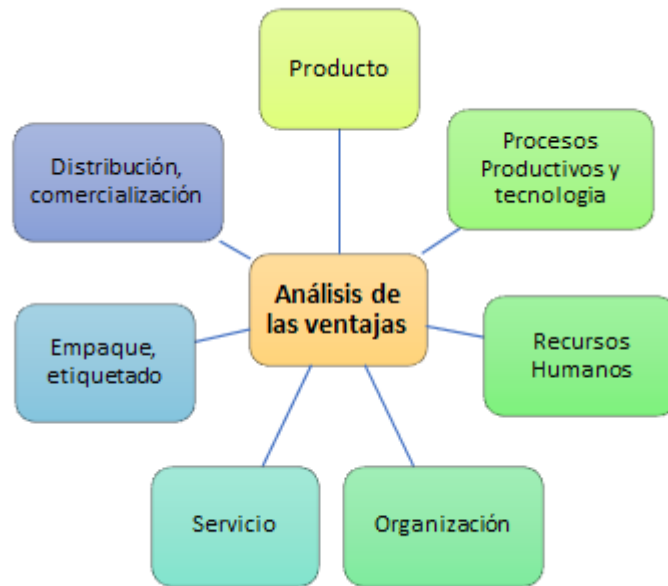 Producto
Procesos
Productivos y
tecnologia
Distribución,
comercialización
Análisis de
las ventajas
Empaque,
etiquetado
Recursos
Humanos
Servicio
Organización